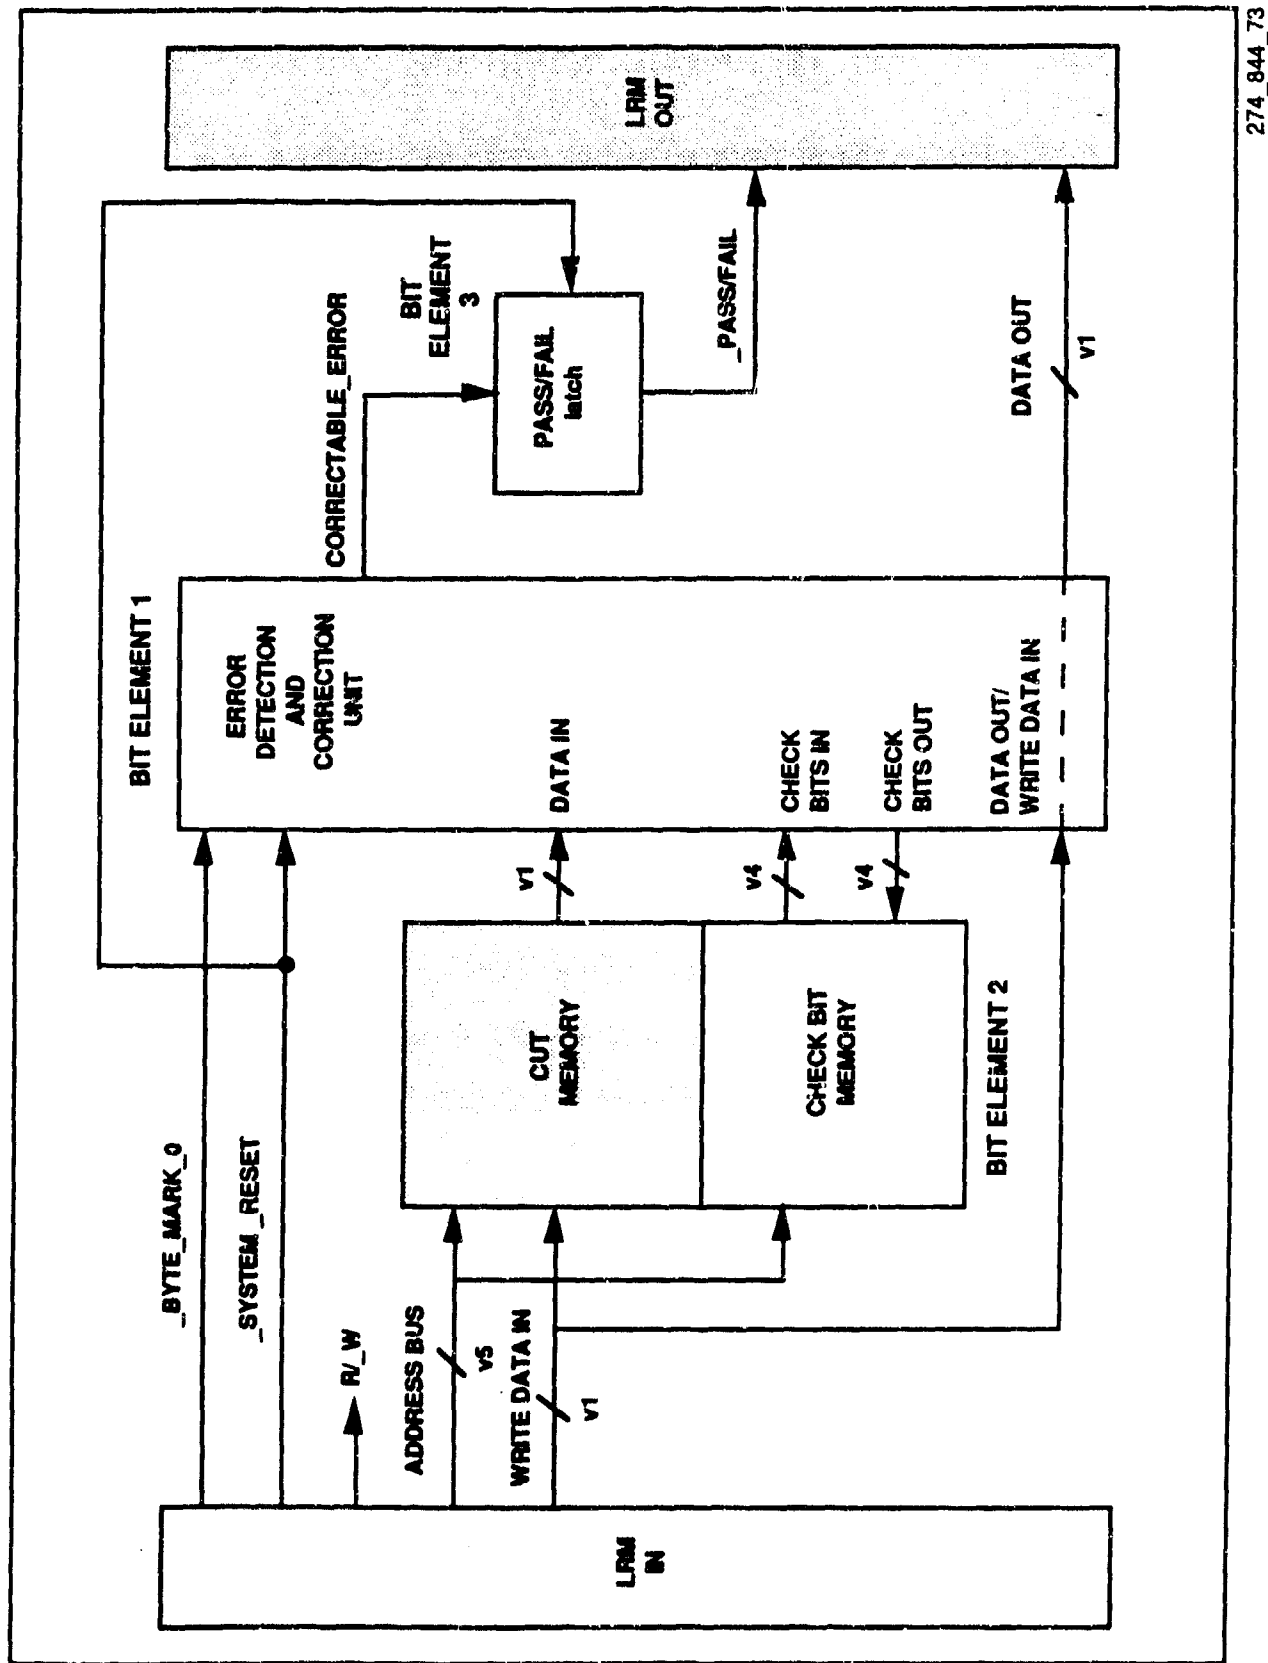 _BYTE_MARK_0
_SYSTEM_RESET
R/_W
ADDRESS BUS
v5
WRITE DATA IN
v1
LRM
IN
CUT
MEMORY
CHECK BIT
MEMORY
BIT ELEMENT 2
v1
v4
v4
BIT ELEMENT 1
ERROR
DETECTION
AND
CORRECTION
UNIT
DATA IN
CHECK
BITS IN
CHECK
BITS OUT
DATA OUT/
WRITE DATA IN
CORRECTABLE_ERROR
BIT
ELEMENT
3
PASS/FAIL
latch
_PASS/FAIL
DATA OUT
v1
LRM
OUT
274_844_73